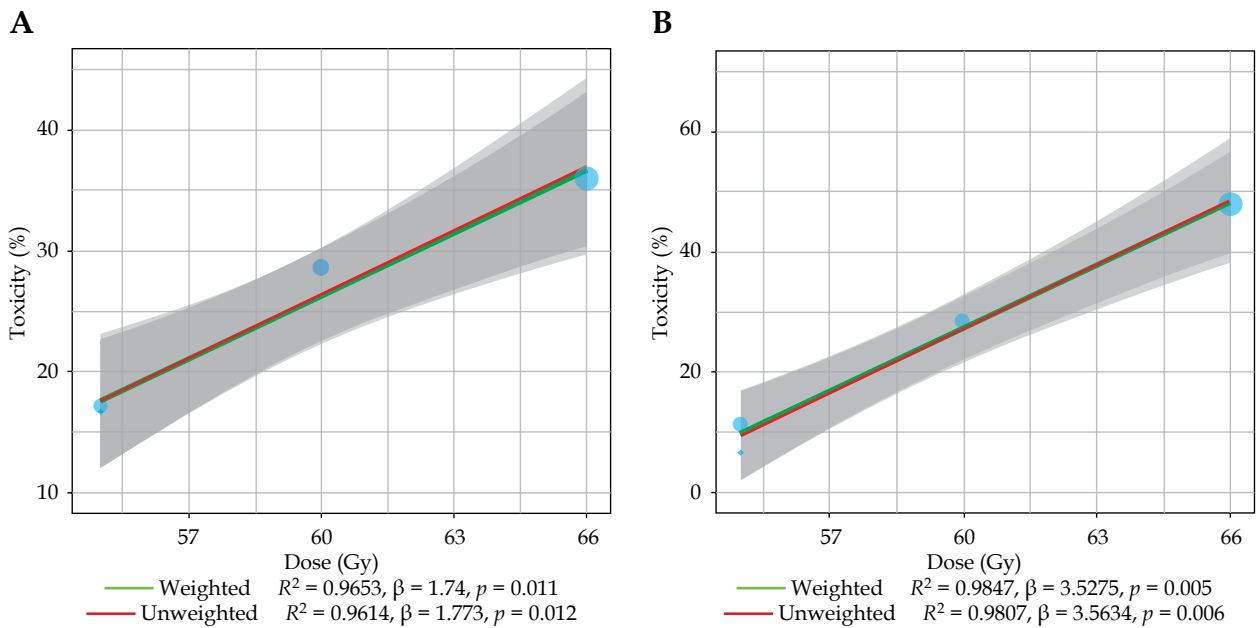 A
Toxicity (%)
40
30
20
10
57 60 63 66
Dose (Gy)
Weighted R² = 0.9653, β = 1.74, p = 0.011
Unweighted R² = 0.9614, β = 1.773, p = 0.012
B
Toxicity (%)
60
40
20
0
57 60 63 66
Dose (Gy)
Weighted R² = 0.9847, β = 3.5275, p = 0.005
Unweighted R² = 0.9807, β = 3.5634, p = 0.006